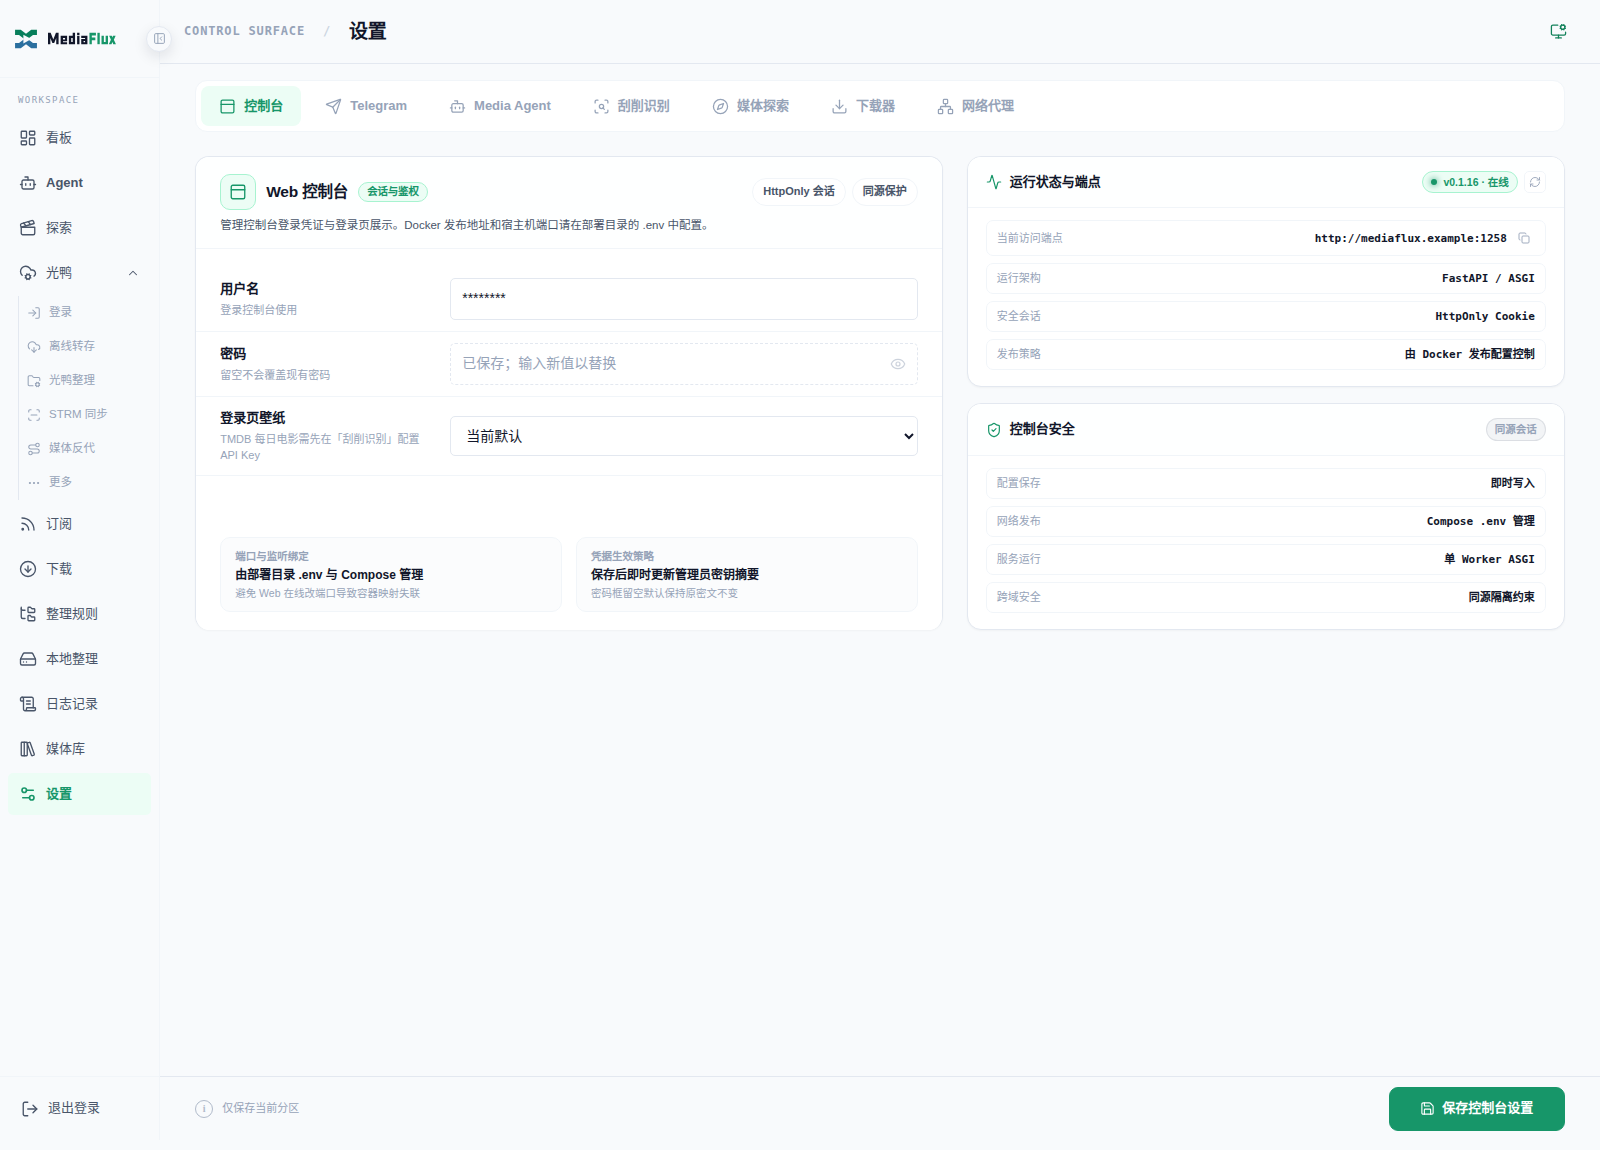 MediaFlux
CONTROL SURFACE / 设置
WORKSPACE
看板
Agent
探索
光鸭
登录
离线转存
光鸭整理
STRM 同步
媒体反代
更多
订阅
下载
整理规则
本地整理
日志记录
媒体库
设置
退出登录
控制台
Telegram
Media Agent
刮削识别
媒体探索
下载器
网络代理
Web 控制台
会话与鉴权
HttpOnly 会话
同源保护
管理控制台登录凭证与登录页展示。Docker 发布地址和宿主机端口请在部署目录的 .env 中配置。
用户名
登录控制台使用
********
密码
留空不会覆盖现有密码
已保存；输入新值以替换
登录页壁纸
TMDB 每日电影需先在「刮削识别」配置
API Key
当前默认
端口与监听绑定
由部署目录 .env 与 Compose 管理
避免 Web 在线改端口导致容器映射失联
凭据生效策略
保存后即时更新管理员密钥摘要
密码框留空默认保持原密文不变
运行状态与端点
v0.1.16 · 在线
当前访问端点
http://mediaflux.example:1258
运行架构
FastAPI / ASGI
安全会话
HttpOnly Cookie
发布策略
由 Docker 发布配置控制
控制台安全
同源会话
配置保存
即时写入
网络发布
Compose .env 管理
服务运行
单 Worker ASGI
跨域安全
同源隔离约束
仅保存当前分区
保存控制台设置